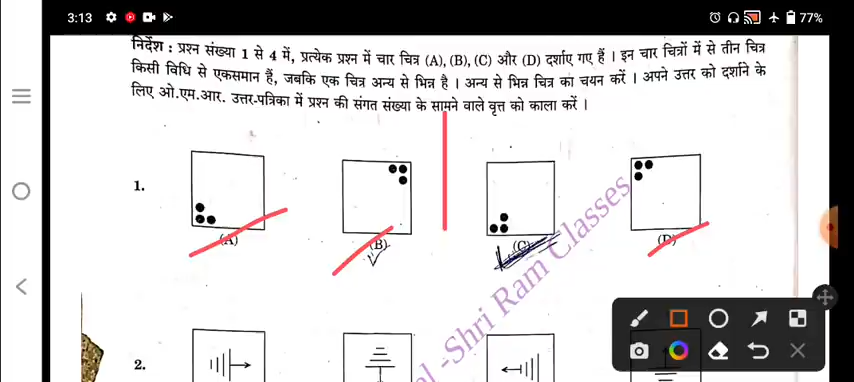 3:13
77%
निर्देश : प्रश्न संख्या 1 से 4 में, प्रत्येक प्रश्न में चार चित्र (A), (B), (C) और (D) दर्शाए गए हैं । इन चार चित्रों में से तीन चित्र
किसी विधि से एकसमान हैं, जबकि एक चित्र अन्य से भिन्न है । अन्य से भिन्न चित्र का चयन करें । अपने उत्तर को दर्शाने के
लिए ओ.एम.आर. उत्तर-पत्रिका में प्रश्न की संगत संख्या के सामने वाले वृत्त को काला करें ।
1.
(A) (B) (C) (D)
-Shri Ram Classes
2.